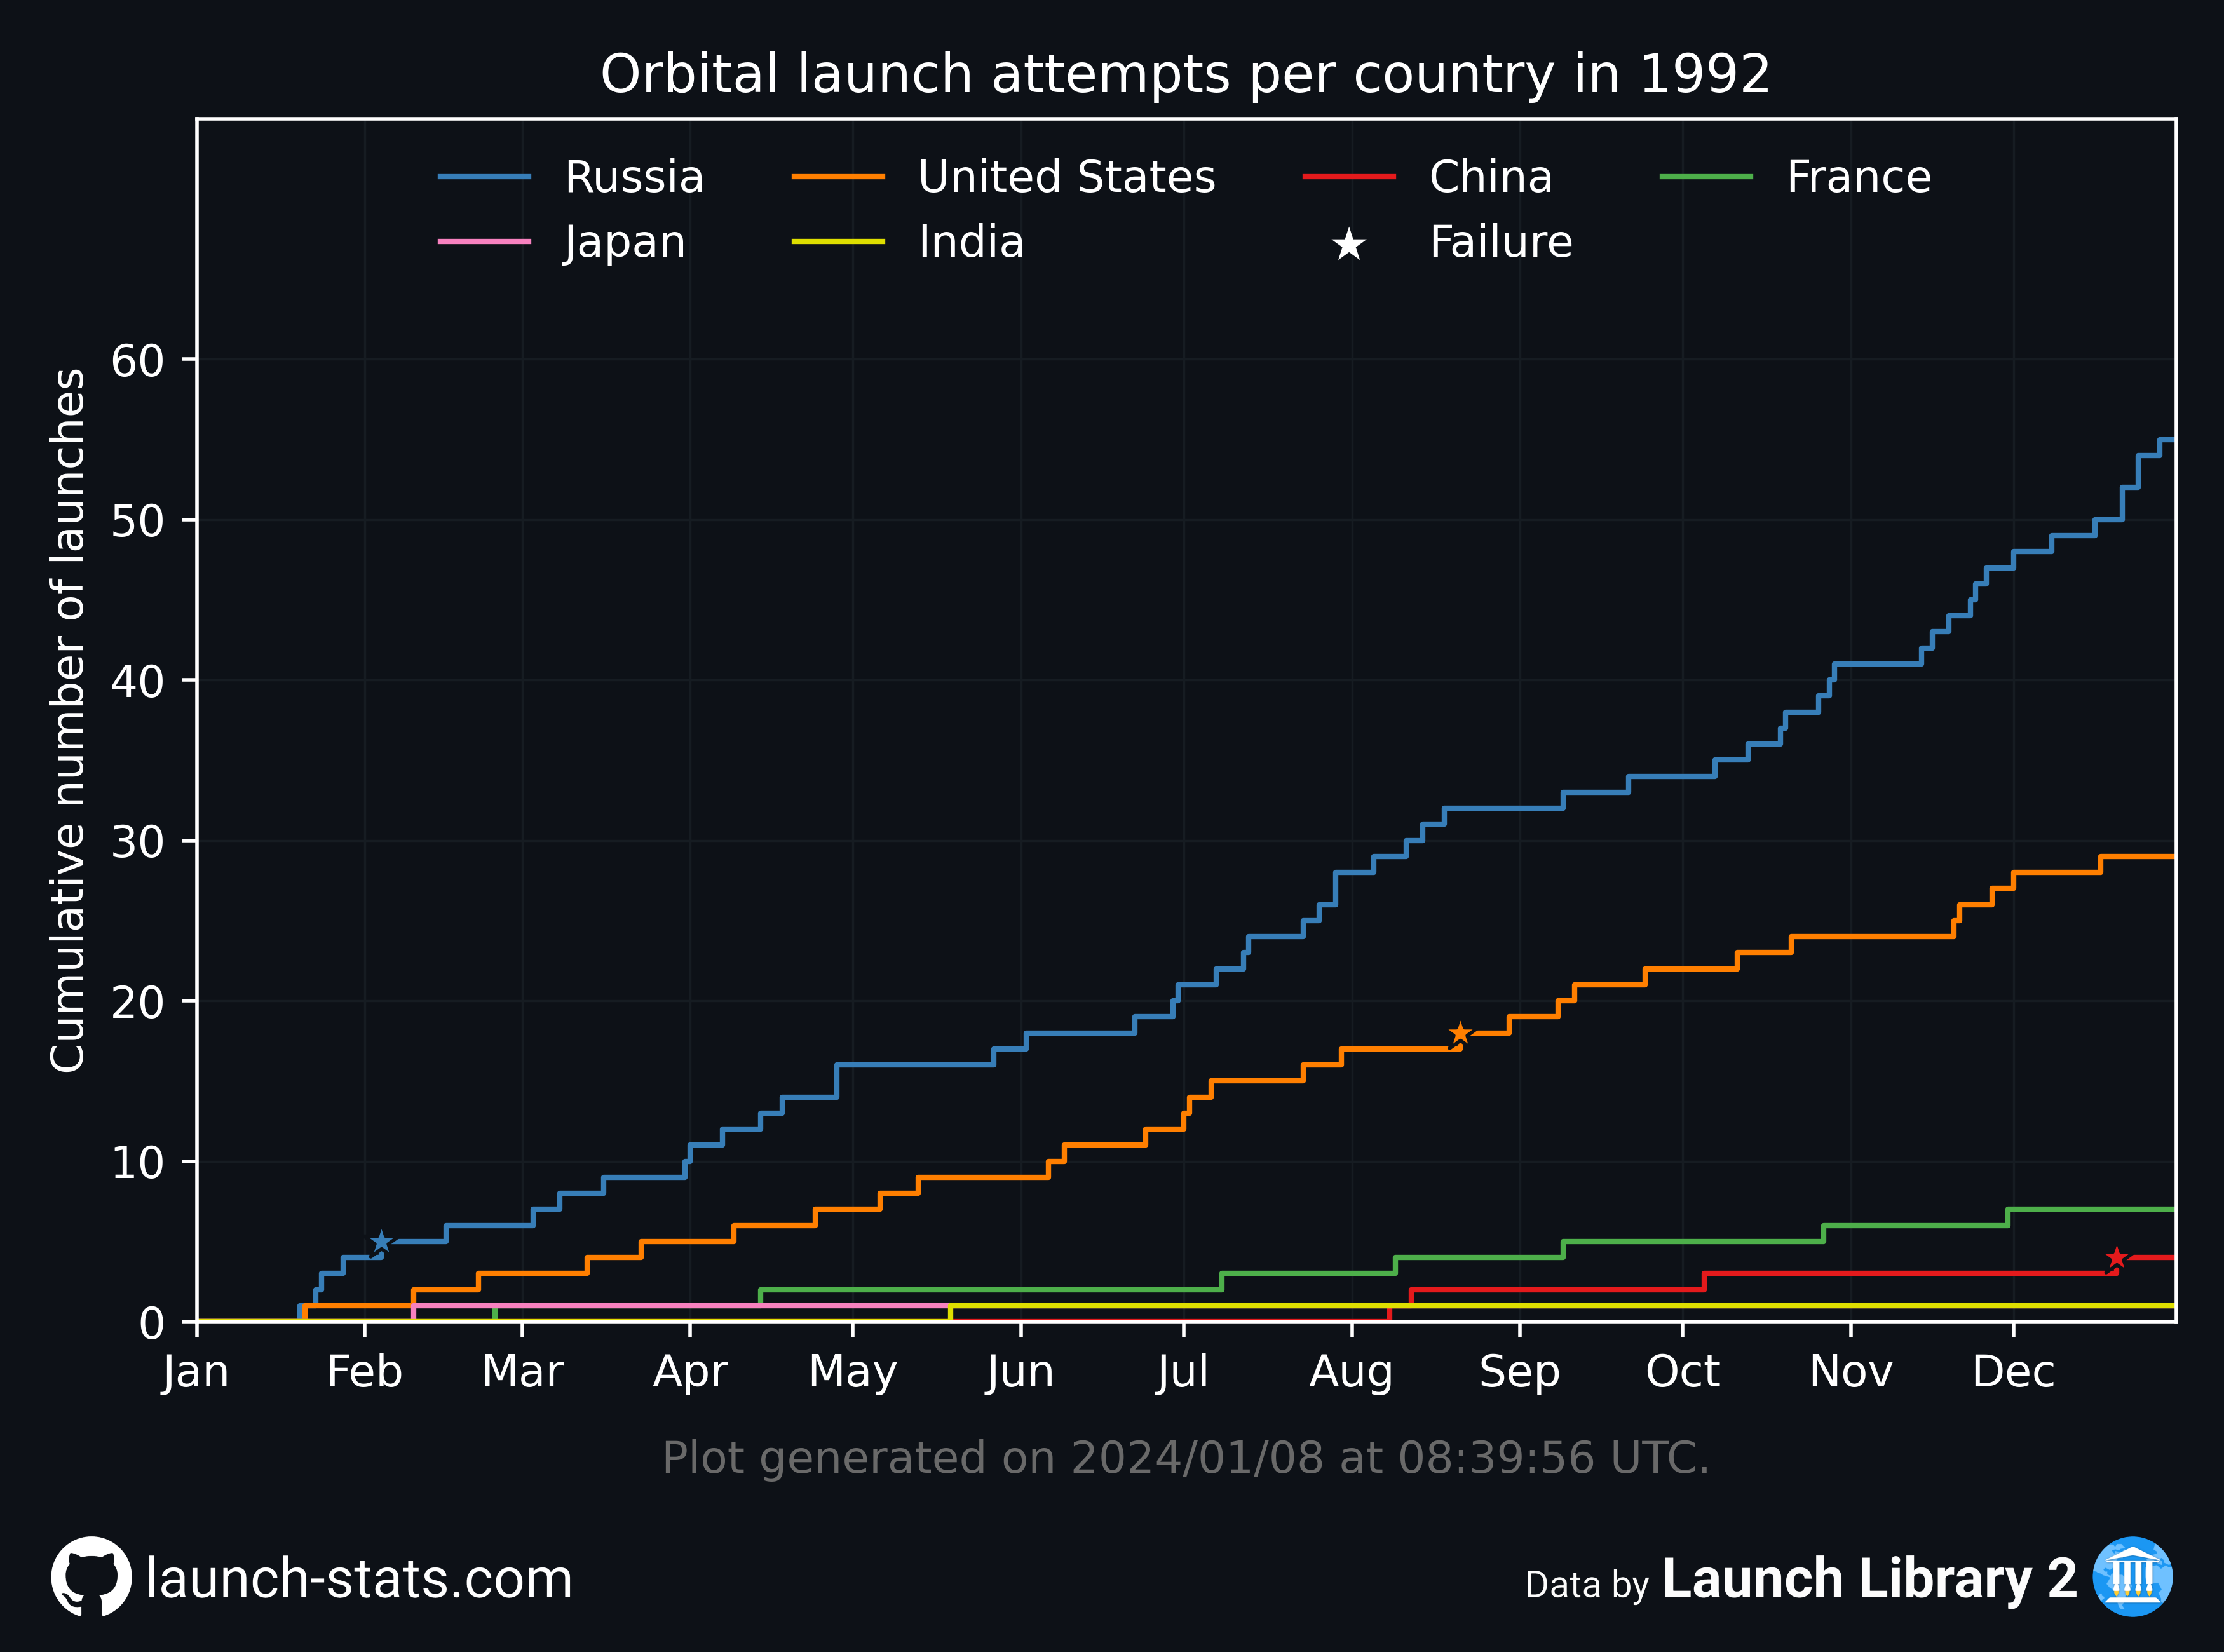 Orbital launch attempts per country in 1992
Russia United States China France
Japan India Failure
Cumulative number of launches
60
50
40
30
20
10
0
Jan Feb Mar Apr May Jun Jul Aug Sep Oct Nov Dec
Plot generated on 2024/01/08 at 08:39:56 UTC.
launch-stats.com
Data by Launch Library 2